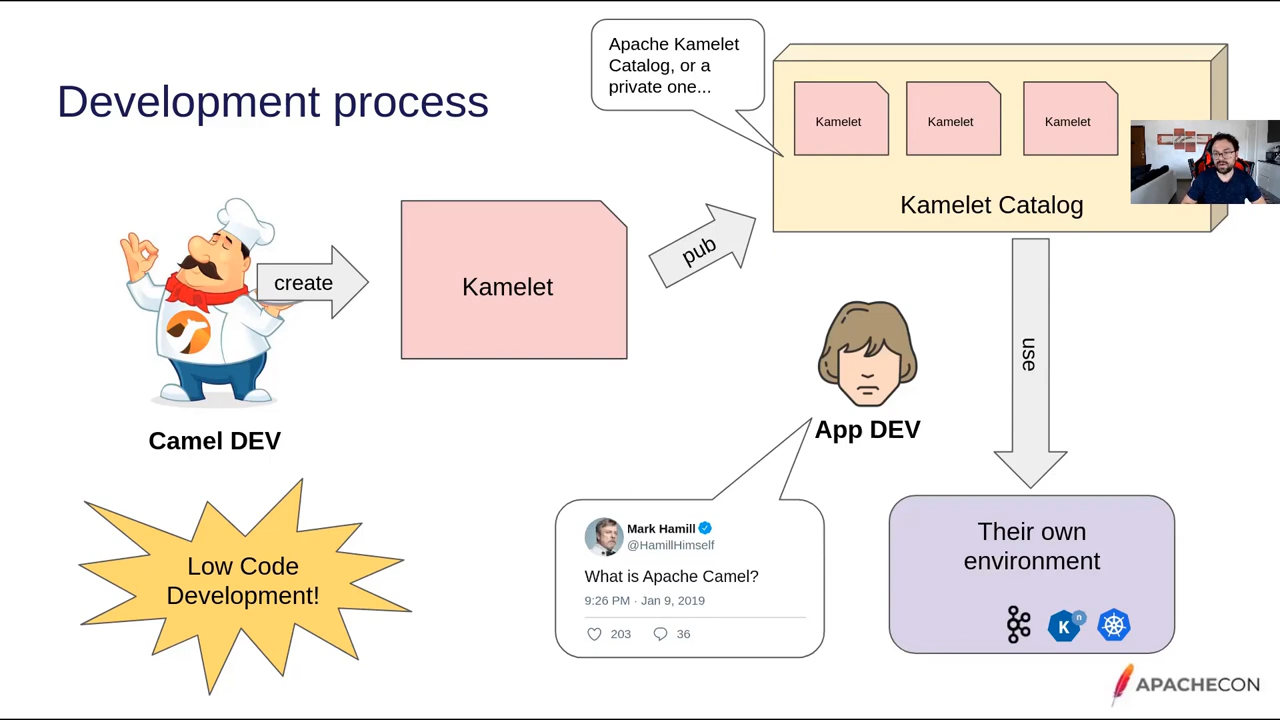 Development process
Apache Kamelet
Catalog, or a
private one...
Kamelet
Kamelet
Kamelet
Kamelet Catalog
create
Kamelet
pub
use
Camel DEV
App DEV
Low Code
Development!
Mark Hamill
@HamillHimself
What is Apache Camel?
9:26 PM · Jan 9, 2019
203
36
Their own
environment
K
n
APACHECON